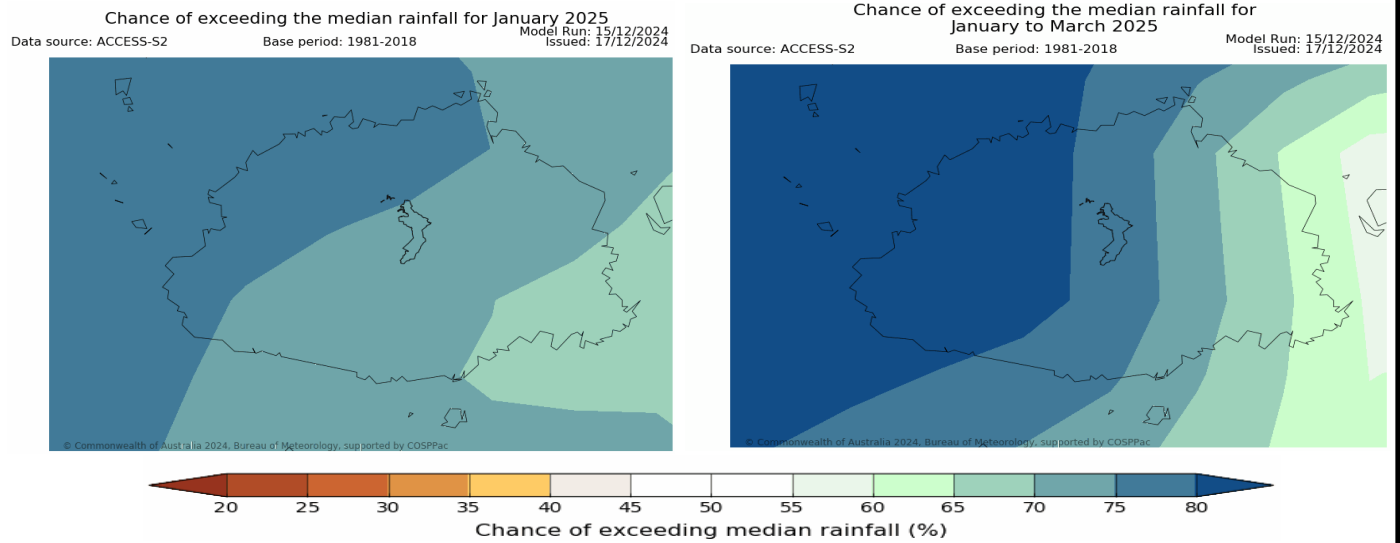 Chance of exceeding the median rainfall for January 2025
Model Run: 15/12/2024
Data source: ACCESS-S2 Base period: 1981-2018 Issued: 17/12/2024
© Commonwealth of Australia 2024, Bureau of Meteorology, supported by COSPPac
Chance of exceeding the median rainfall for
January to March 2025
Model Run: 15/12/2024
Data source: ACCESS-S2 Base period: 1981-2018 Issued: 17/12/2024
© Commonwealth of Australia 2024, Bureau of Meteorology, supported by COSPPac
20 25 30 35 40 45 50 55 60 65 70 75 80
Chance of exceeding median rainfall (%)